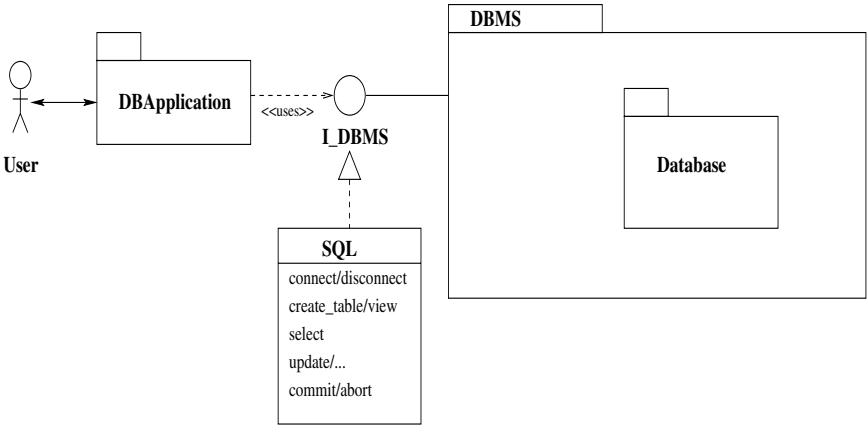 DBMS
DBApplication
<<uses>>
I_DBMS
User
Database
SQL
connect/disconnect
create_table/view
select
update/...
commit/abort